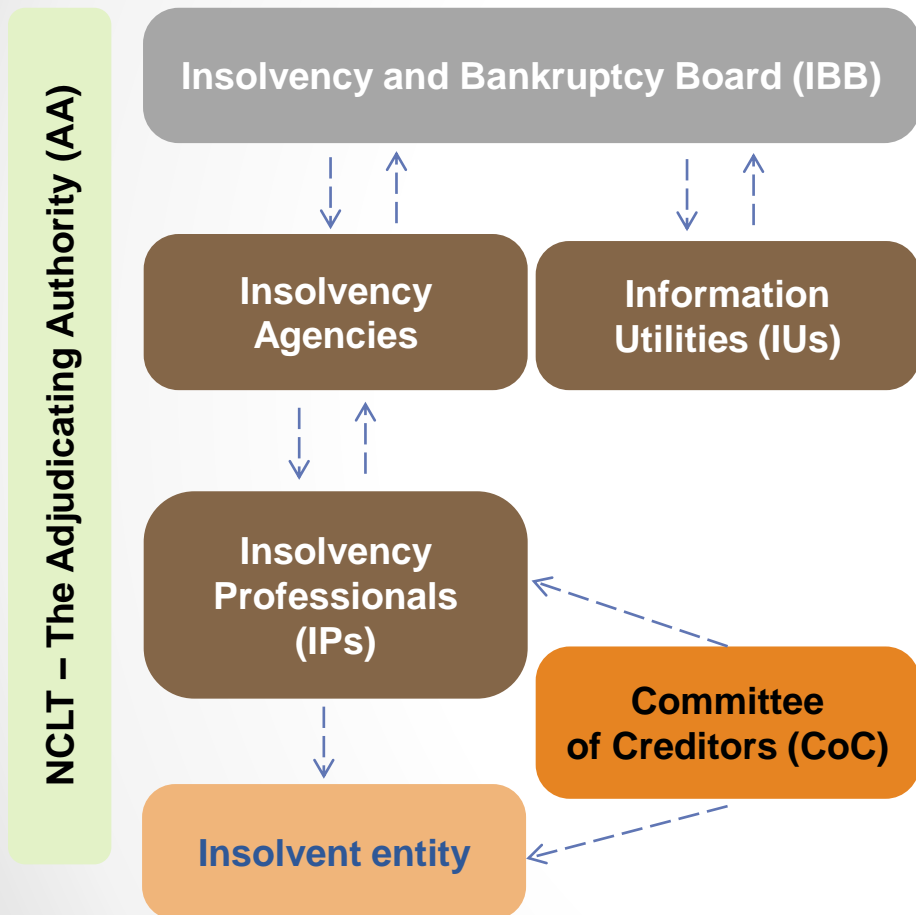 NCLT – The Adjudicating Authority (AA)
Insolvency and Bankruptcy Board (IBB)
Insolvency
Agencies
Information
Utilities (IUs)
Insolvency
Professionals
(IPs)
Committee
of Creditors (CoC)
Insolvent entity